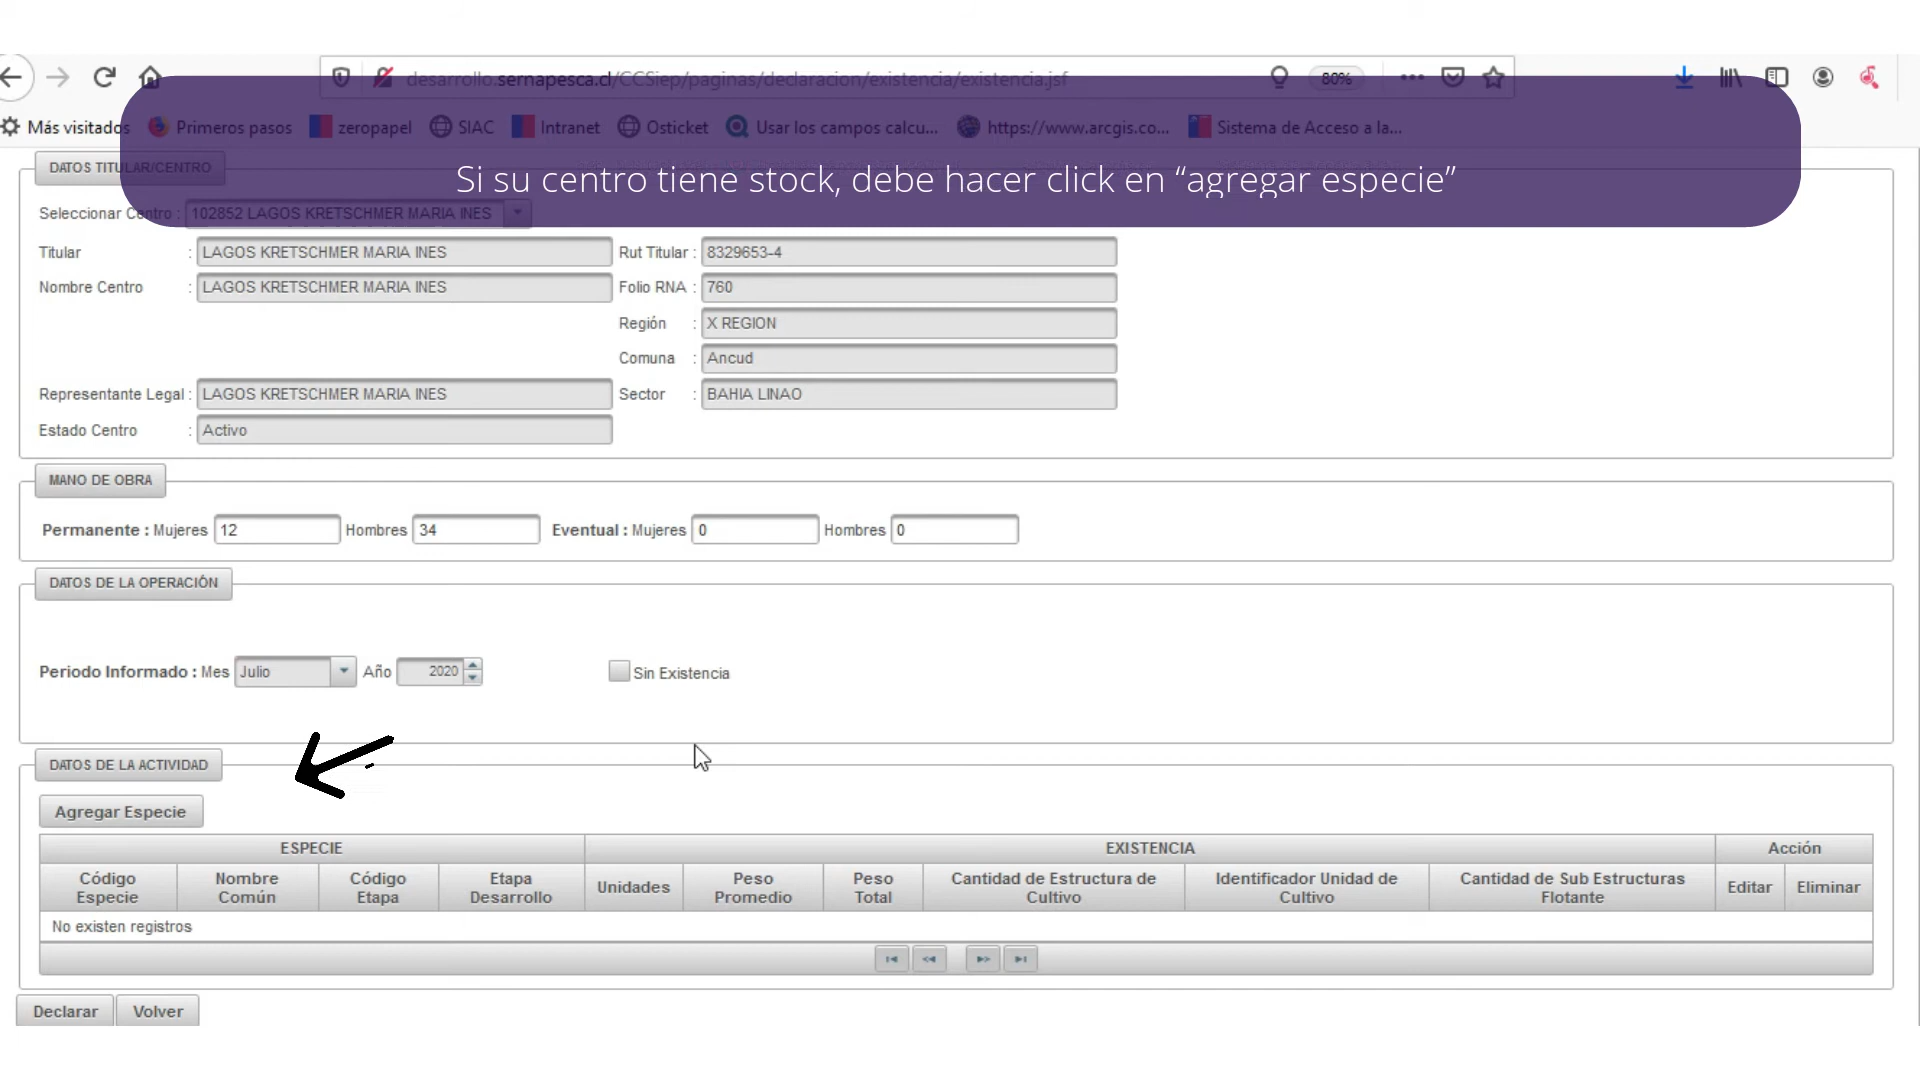 desarrollo.sernapesca.cl/CCSiep/paginas/declaracion/existencia/existencia.jsf 80%
Más visitados Primeros pasos zeropapel SIAC Intranet Osticket Usar los campos calcu... https://www.arcgis.co... Sistema de Acceso a la...
Si su centro tiene stock, debe hacer click en “agregar especie”
DATOS TITULAR/CENTRO
Seleccionar Centro : 102852 LAGOS KRETSCHMER MARIA INES
Titular : LAGOS KRETSCHMER MARIA INES Rut Titular : 8329653-4
Nombre Centro : LAGOS KRETSCHMER MARIA INES Folio RNA : 760
Región : X REGION
Comuna : Ancud
Representante Legal : LAGOS KRETSCHMER MARIA INES Sector : BAHIA LINAO
Estado Centro : Activo
MANO DE OBRA
Permanente : Mujeres 12 Hombres 34 Eventual : Mujeres 0 Hombres 0
DATOS DE LA OPERACIÓN
Periodo Informado : Mes Julio Año 2020 Sin Existencia
DATOS DE LA ACTIVIDAD
Agregar Especie
ESPECIE EXISTENCIA Acción
Código Especie Nombre Común Código Etapa Etapa Desarrollo Unidades Peso Promedio Peso Total Cantidad de Estructura de Cultivo Identificador Unidad de Cultivo Cantidad de Sub Estructuras Flotante Editar Eliminar
No existen registros
Declarar Volver